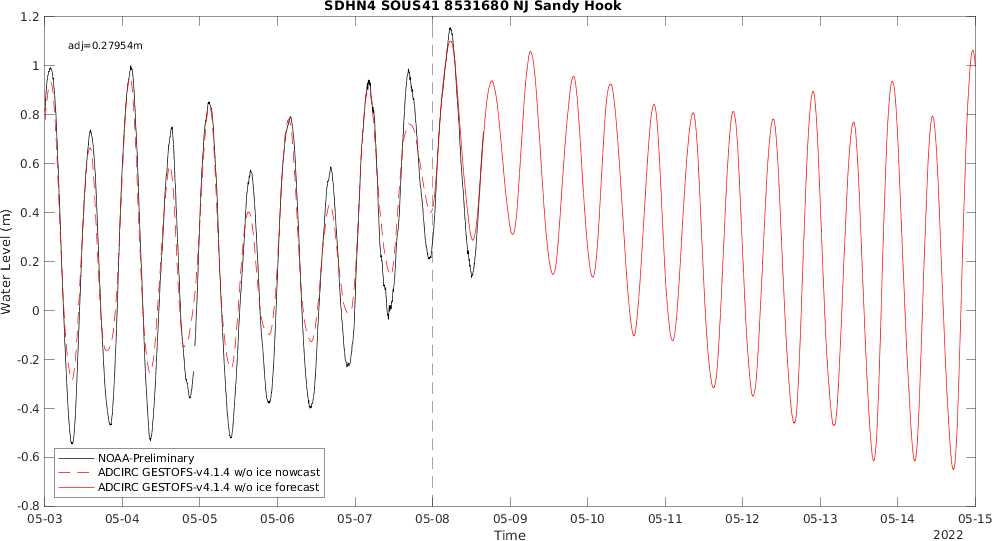 SDHN4 SOUS41 8531680 NJ Sandy Hook
adj=0.27954m
1.2
1
0.8
0.6
0.4
0.2
0
-0.2
-0.4
-0.6
-0.8
Water Level (m)
NOAA-Preliminary
ADCIRC GESTOFS-v4.1.4 w/o ice nowcast
ADCIRC GESTOFS-v4.1.4 w/o ice forecast
05-03 05-04 05-05 05-06 05-07 05-08 05-09 05-10 05-11 05-12 05-13 05-14 05-15
Time
2022